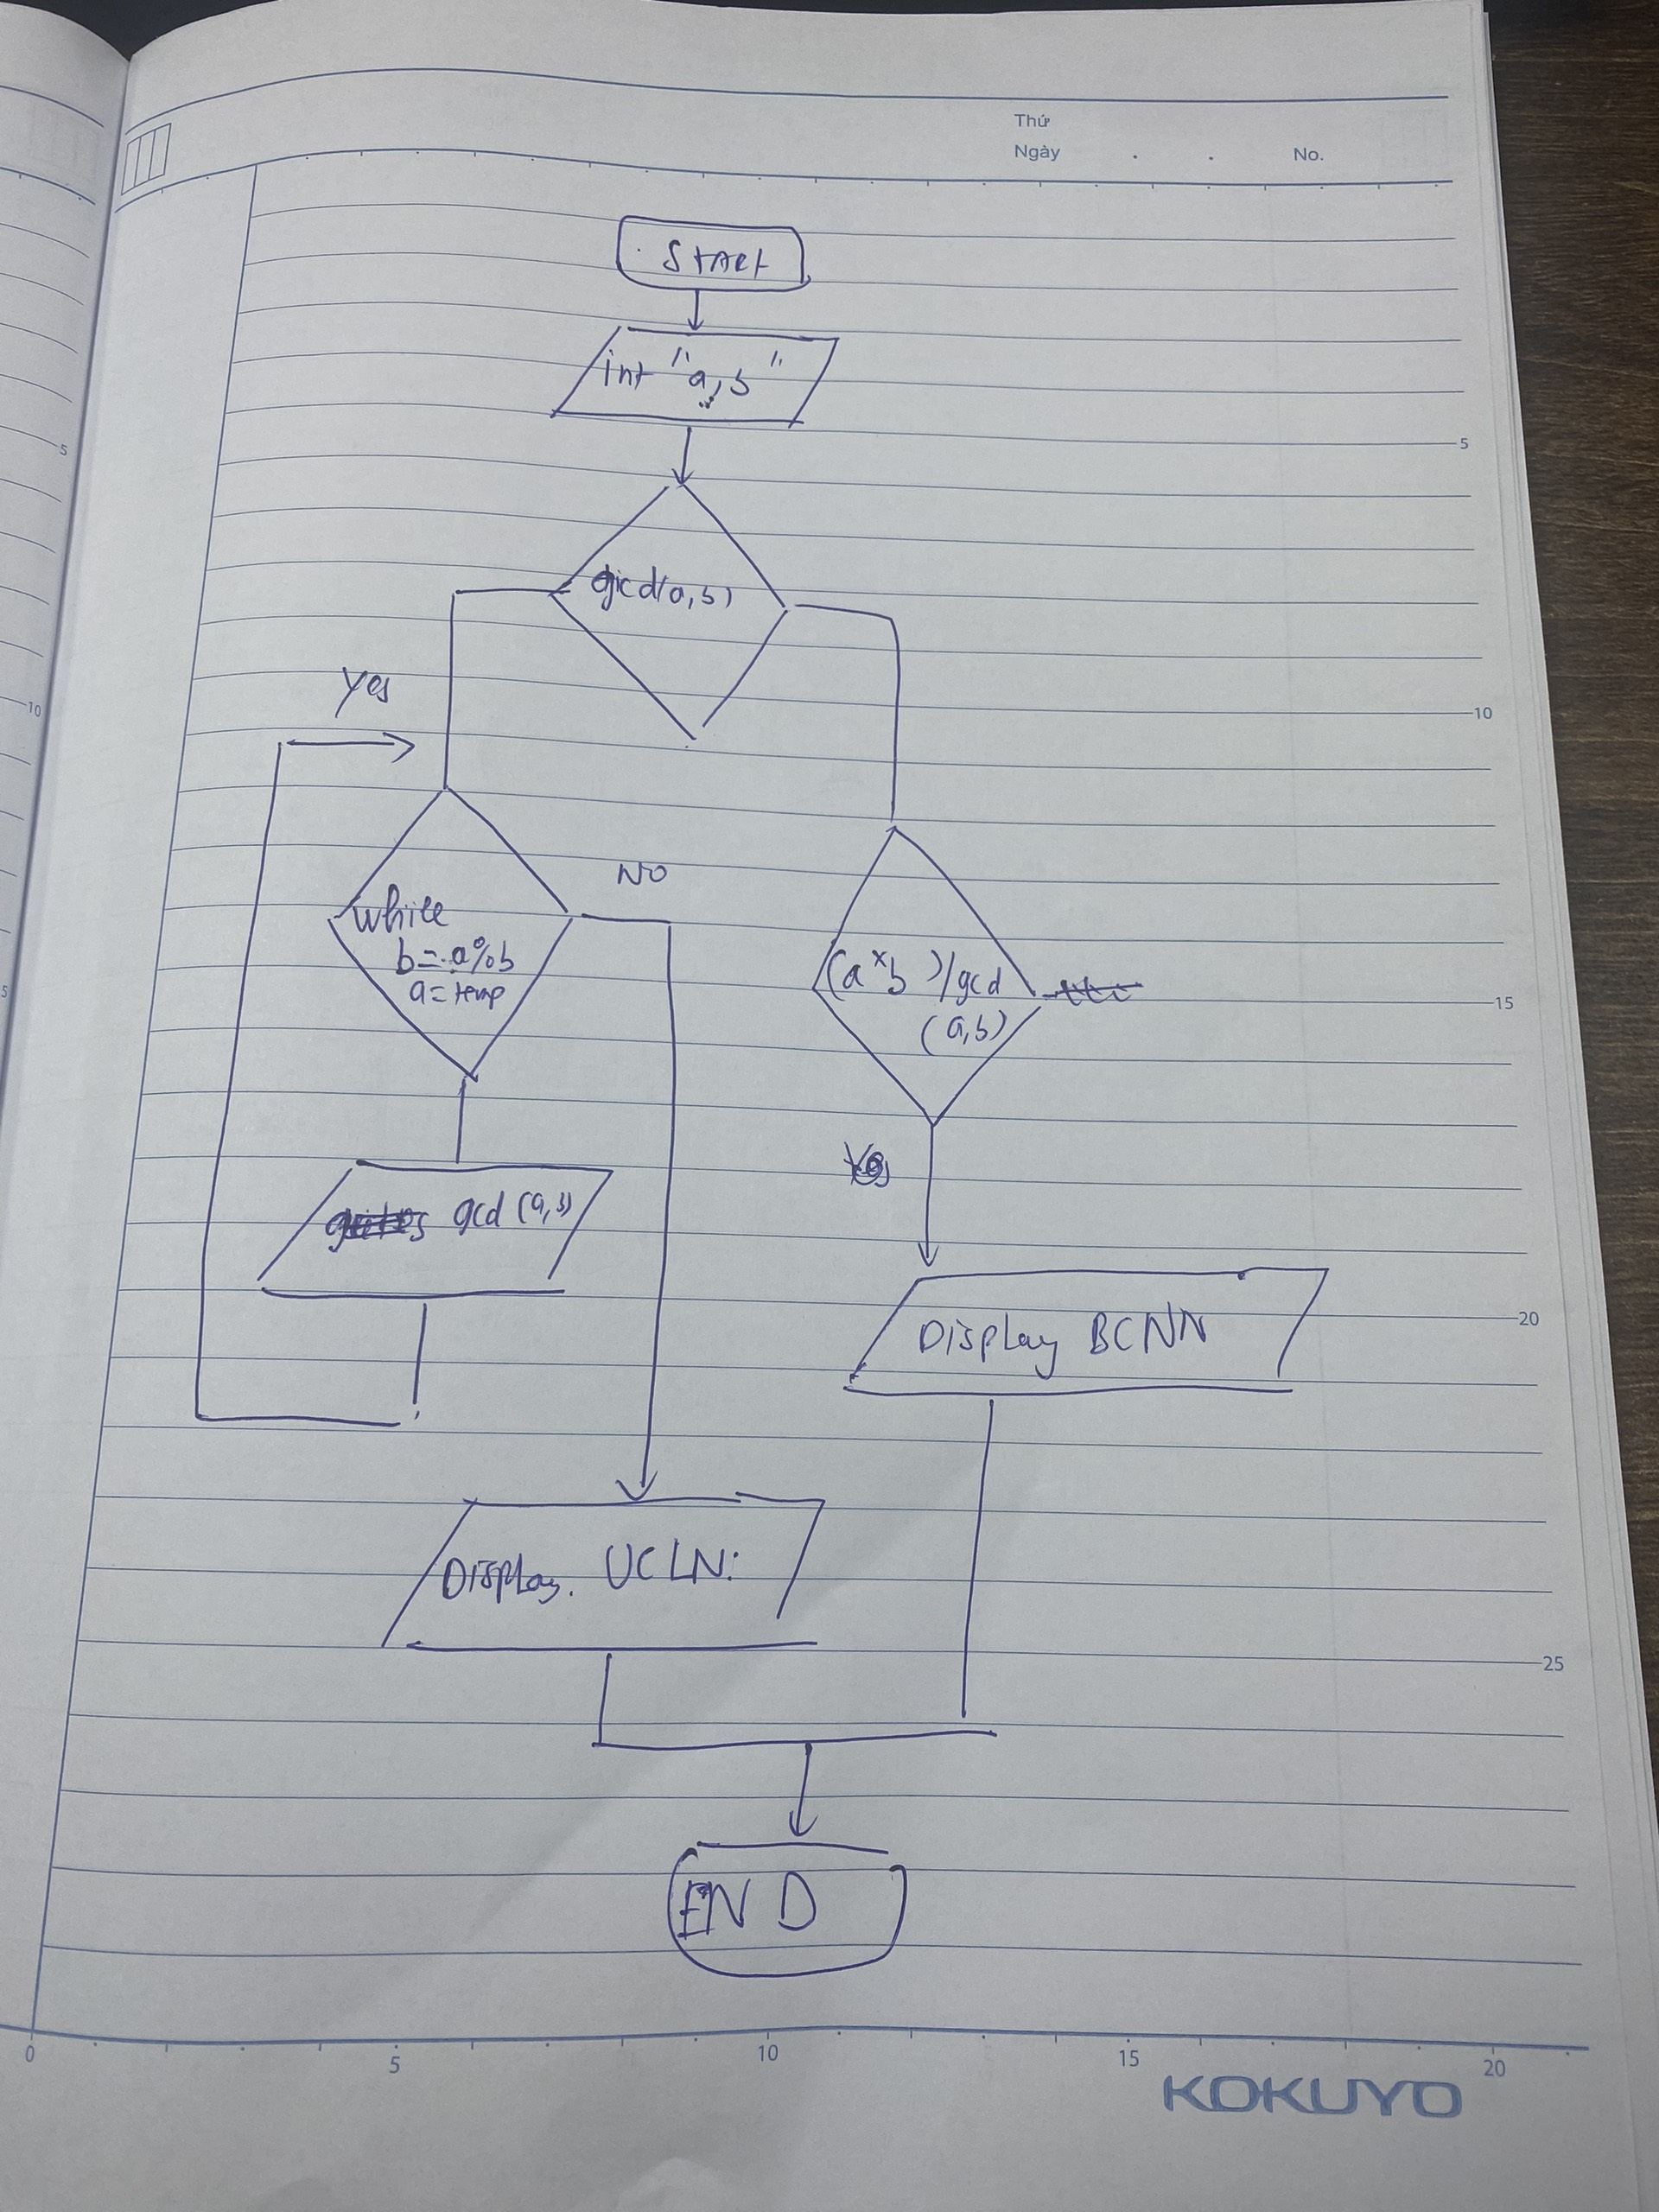 Thứ
Ngày . . No.
START
int "a,b"
5
5
gcd(a,b)
Yes
10
10
NO
while
b = a%b
a = temp
(a×b)/gcd
(a,b)
15
5
Yes
gcd (a,b)
Display BCNN
20
Display. UCLN:
25
END
0 5 10 15 20
KOKUYO